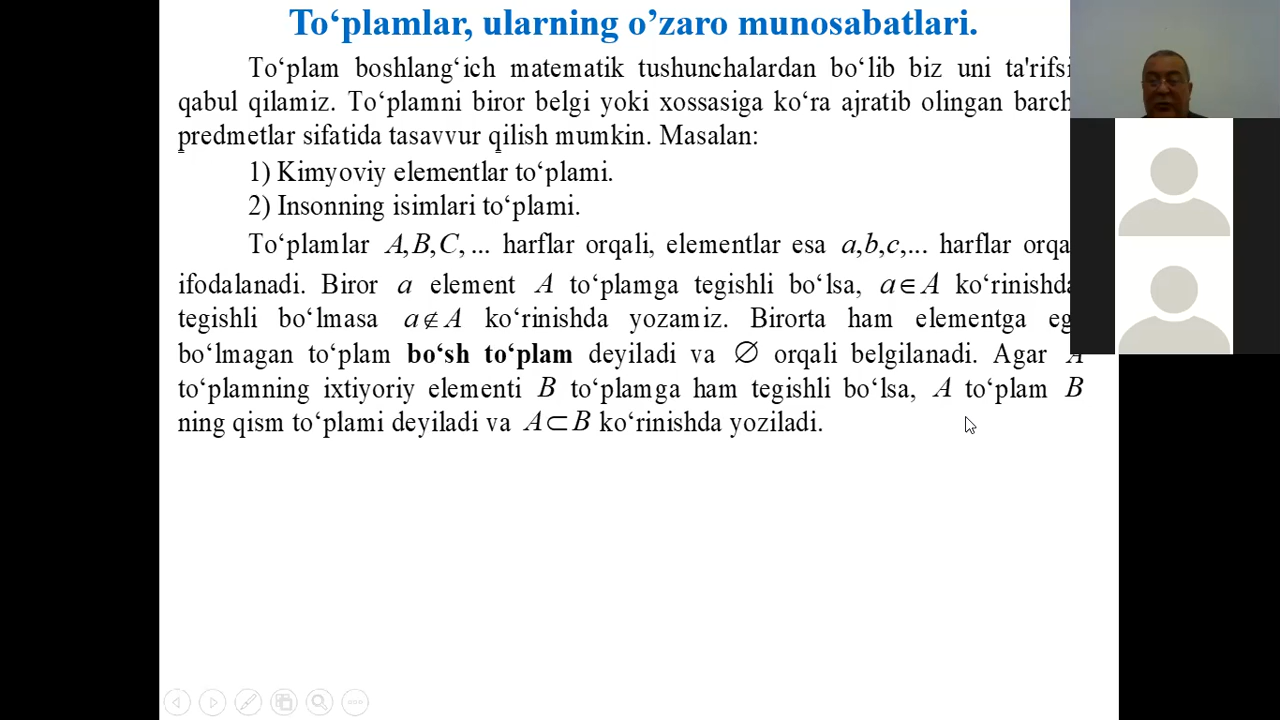 To‘plamlar, ularning o’zaro munosabatlari.
To‘plam boshlang‘ich matematik tushunchalardan bo‘lib biz uni ta'rifsi
qabul qilamiz. To‘plamni biror belgi yoki xossasiga ko‘ra ajratib olingan barch
predmetlar sifatida tasavvur qilish mumkin. Masalan:
1) Kimyoviy elementlar to‘plami.
2) Insonning isimlari to‘plami.
To‘plamlar A,B,C,... harflar orqali, elementlar esa a,b,c,... harflar orqa
ifodalanadi. Biror a element A to‘plamga tegishli bo‘lsa, a∈A ko‘rinishd
tegishli bo‘lmasa a∉A ko‘rinishda yozamiz. Birorta ham elementga eg
bo‘lmagan to‘plam bo‘sh to‘plam deyiladi va ∅ orqali belgilanadi. Agar A
to‘plamning ixtiyoriy elementi B to‘plamga ham tegishli bo‘lsa, A to‘plam B
ning qism to‘plami deyiladi va A⊂B ko‘rinishda yoziladi.